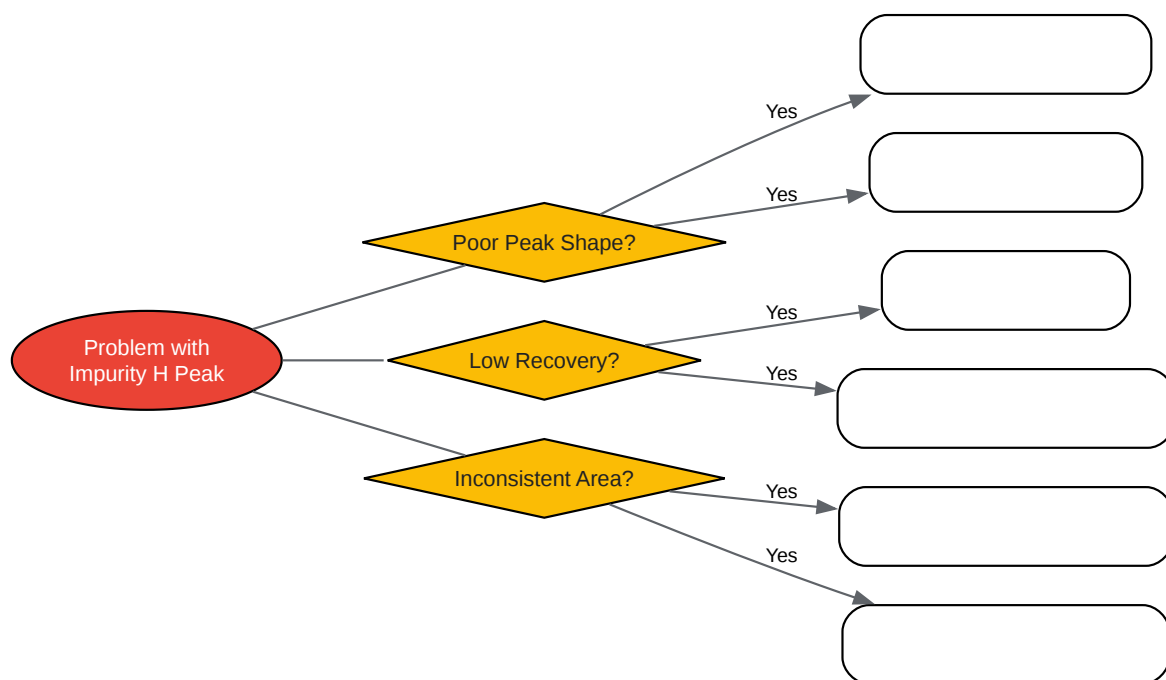 Problem with
Impurity H Peak
Poor Peak Shape?
Low Recovery?
Inconsistent Area?
Yes
Yes
Yes
Yes
Yes
Yes